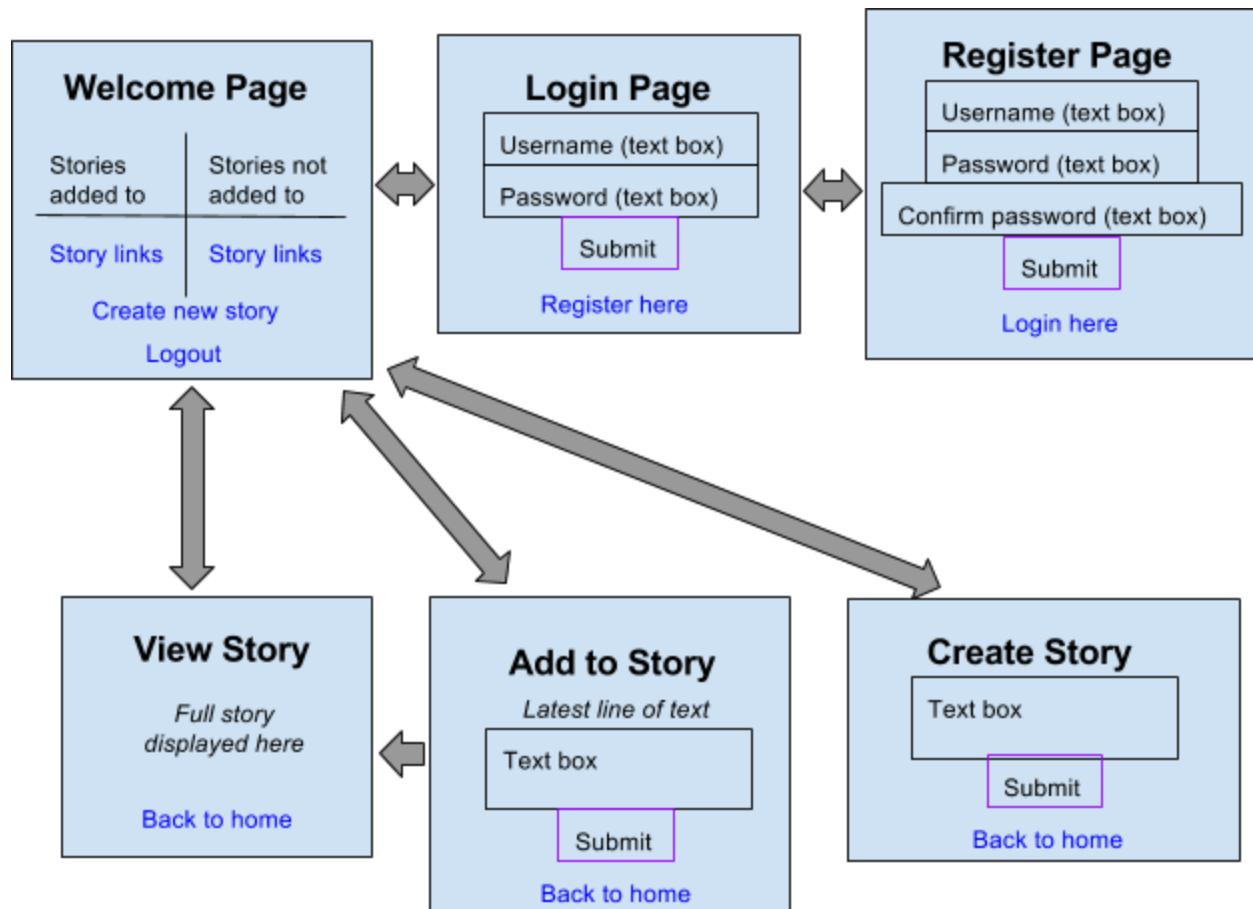 Welcome Page
Stories
added to
Stories not
added to
Story links
Story links
Create new story
Logout
Login Page
Username (text box)
Password (text box)
Submit
Register here
Register Page
Username (text box)
Password (text box)
Confirm password (text box)
Submit
Login here
View Story
Full story
displayed here
Back to home
Add to Story
Latest line of text
Text box
Submit
Back to home
Create Story
Text box
Submit
Back to home